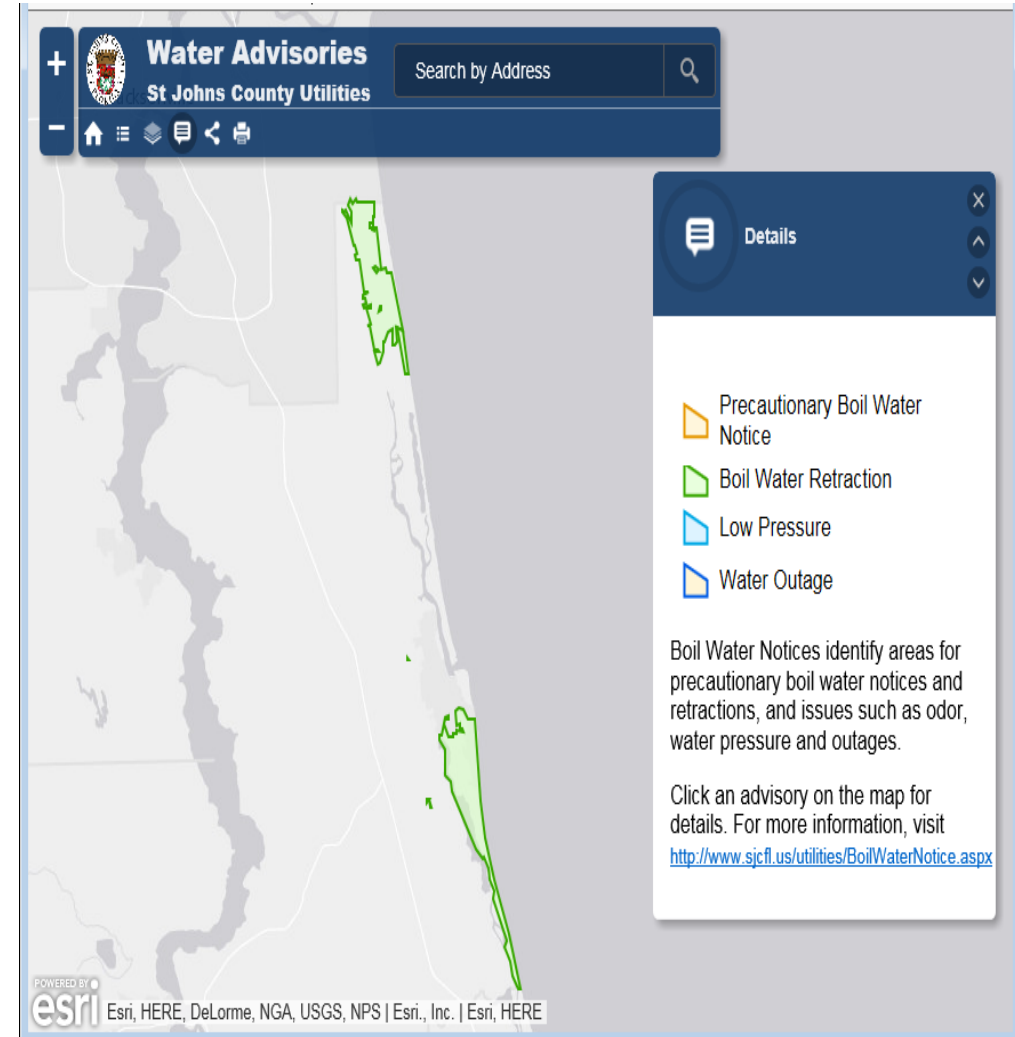 Water Advisories
St Johns County Utilities
Search by Address
Details
Precautionary Boil Water
Notice
Boil Water Retraction
Low Pressure
Water Outage
Boil Water Notices identify areas for
precautionary boil water notices and
retractions, and issues such as odor,
water pressure and outages.
Click an advisory on the map for
details. For more information, visit
http://www.sjcfl.us/utilities/BoilWaterNotice.aspx
POWERED BY
esri
Esri, HERE, DeLorme, NGA, USGS, NPS | Esri., Inc. | Esri, HERE